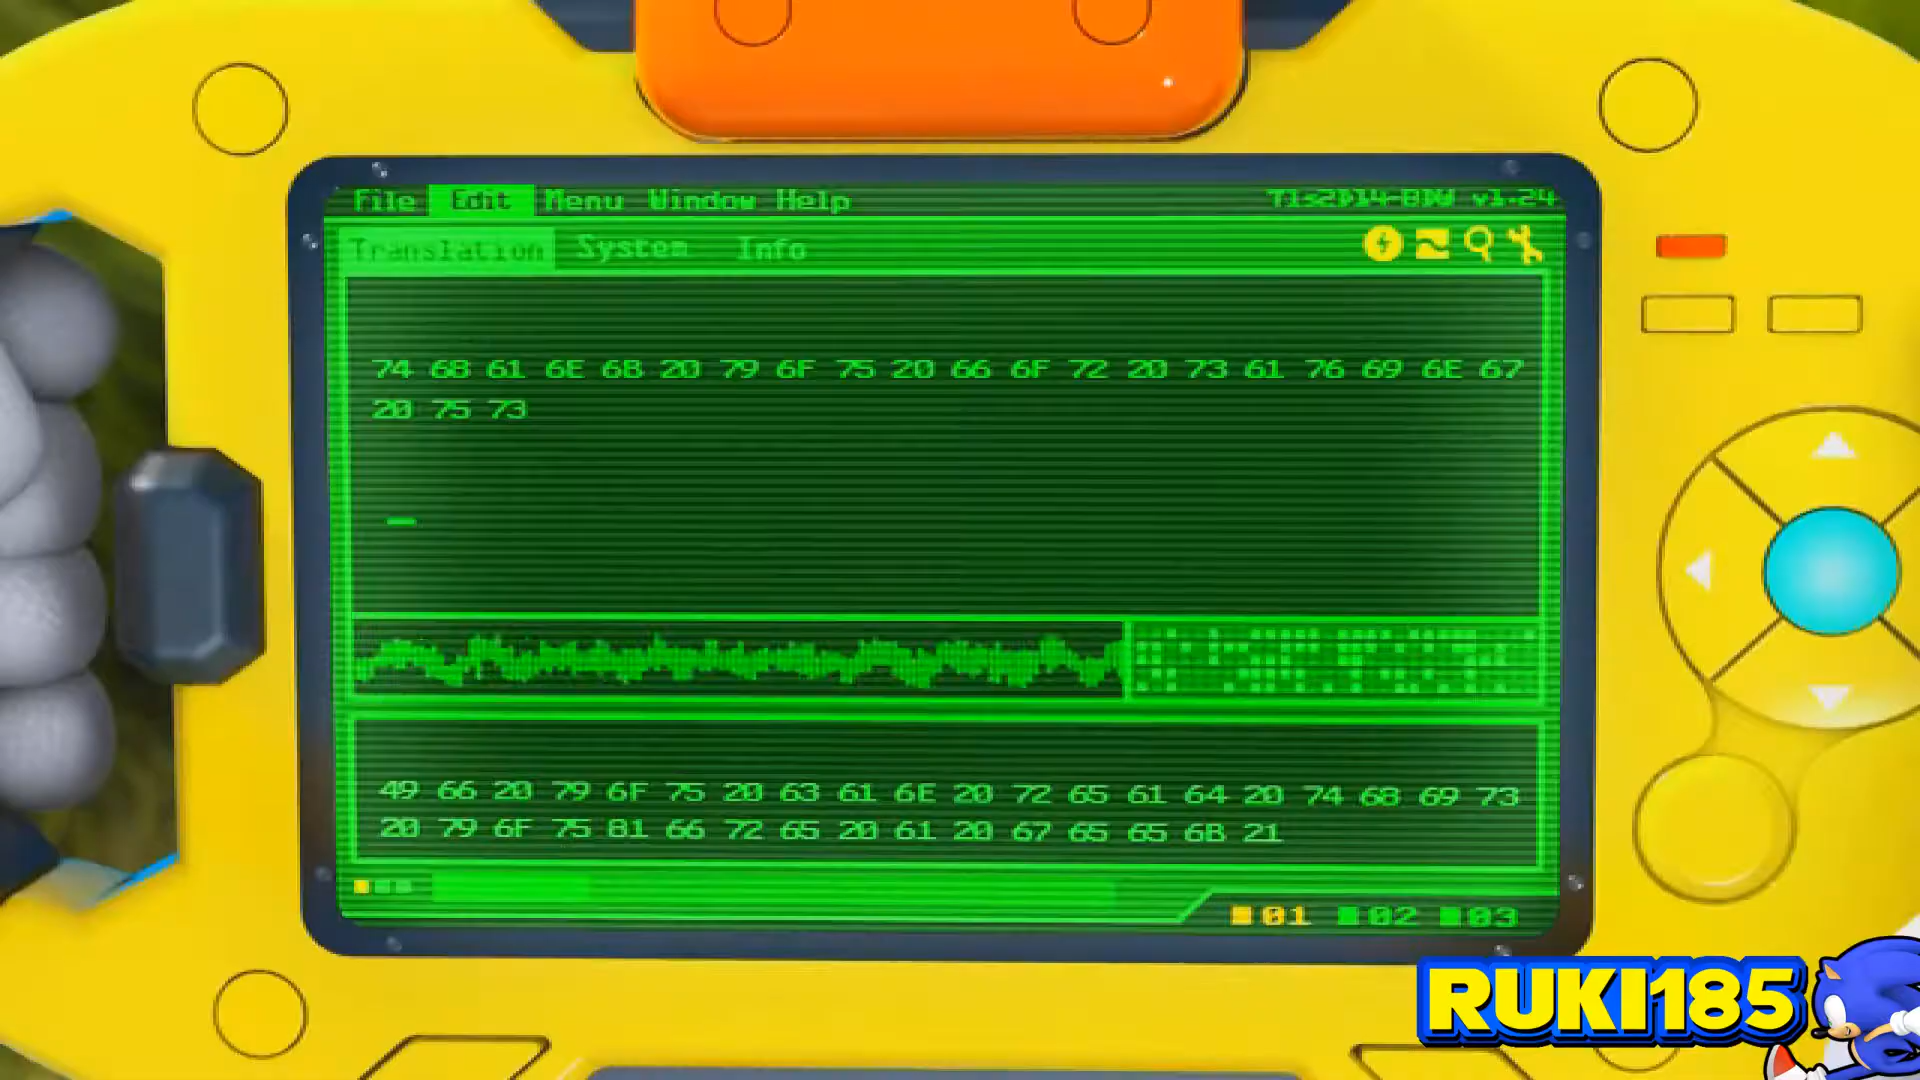 File Edit Menu Window Help
Translation System Info
74 68 61 6E 6B 20 79 6F 75 20 66 6F 72 20 73 61 76 69 6E 67
20 75 73
49 66 20 79 6F 75 20 63 61 6E 20 72 65 61 64 20 74 68 69 73
20 79 6F 75 81 66 72 65 20 61 20 67 65 65 6B 21
01 02 03
RUKI185